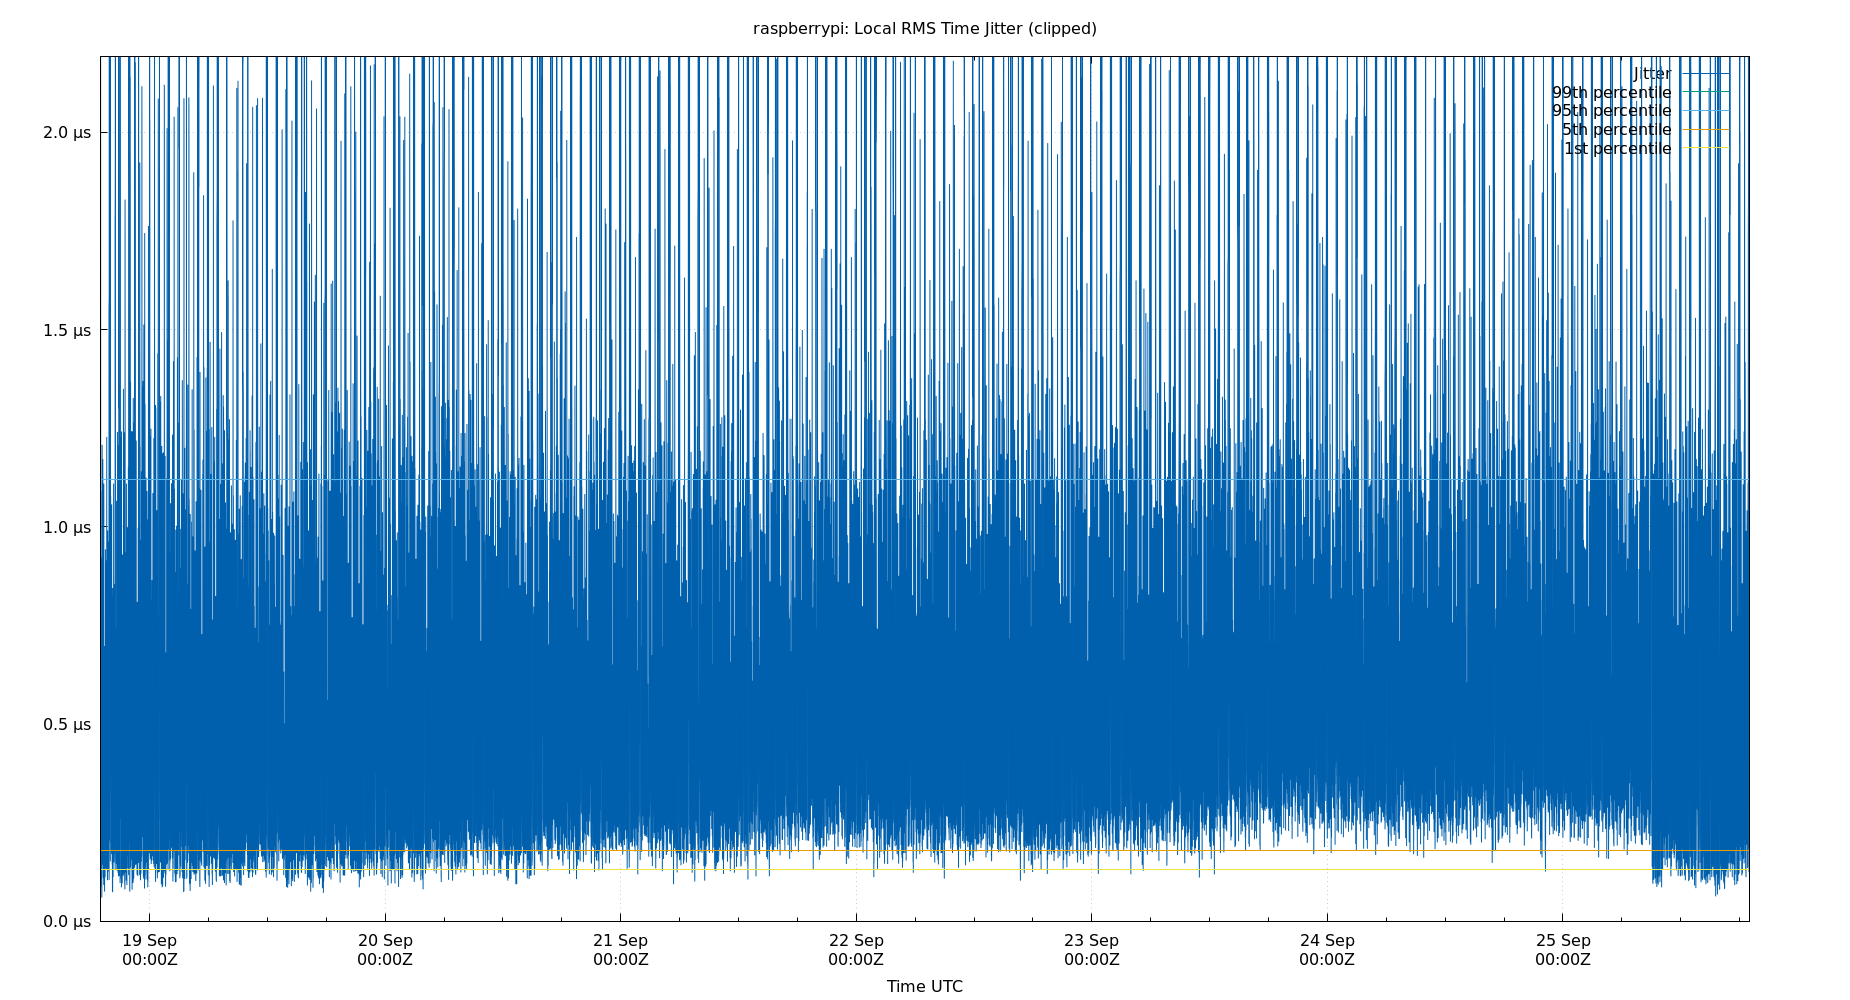 raspberrypi: Local RMS Time Jitter (clipped)
Jitter
99th percentile
95th percentile
5th percentile
1st percentile
2.0 µs
1.5 µs
1.0 µs
0.5 µs
0.0 µs
19 Sep 20 Sep 21 Sep 22 Sep 23 Sep 24 Sep 25 Sep
00:00Z 00:00Z 00:00Z 00:00Z 00:00Z 00:00Z 00:00Z
Time UTC